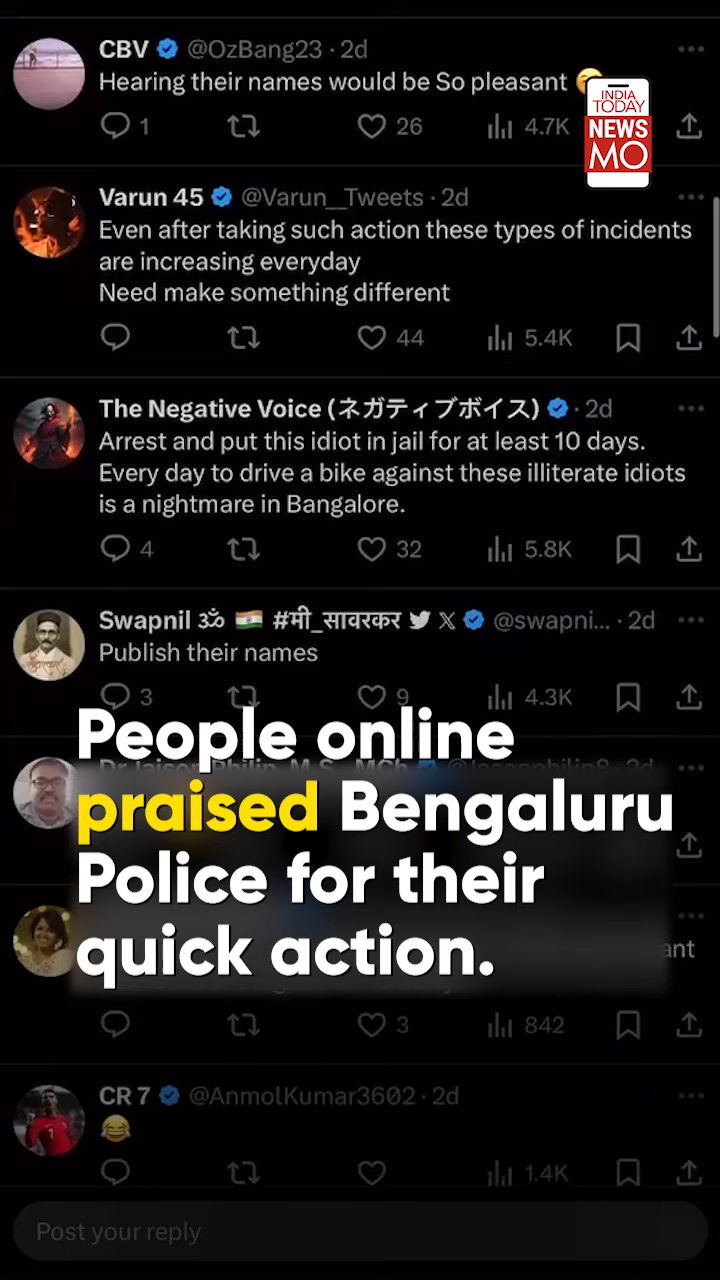 CBV @OzBang23 · 2d
Hearing their names would be So pleasant
1 26 4.7K
INDIA
TODAY
NEWS
MO
Varun 45 @Varun__Tweets · 2d
Even after taking such action these types of incidents
are increasing everyday
Need make something different
44 5.4K
The Negative Voice (ネガティブボイス) · 2d
Arrest and put this idiot in jail for at least 10 days.
Every day to drive a bike against these illiterate idiots
is a nightmare in Bangalore.
4 32 5.8K
Swapnil ॐ 🇮🇳 #मी_सावरकर 𝕏 @swapni... · 2d
Publish their names
3 9 4.3K
People online
praised Bengaluru
Police for their
quick action.
ant
3 842
CR 7 @AnmolKumar3602 · 2d
😂
1.4K
Post your reply